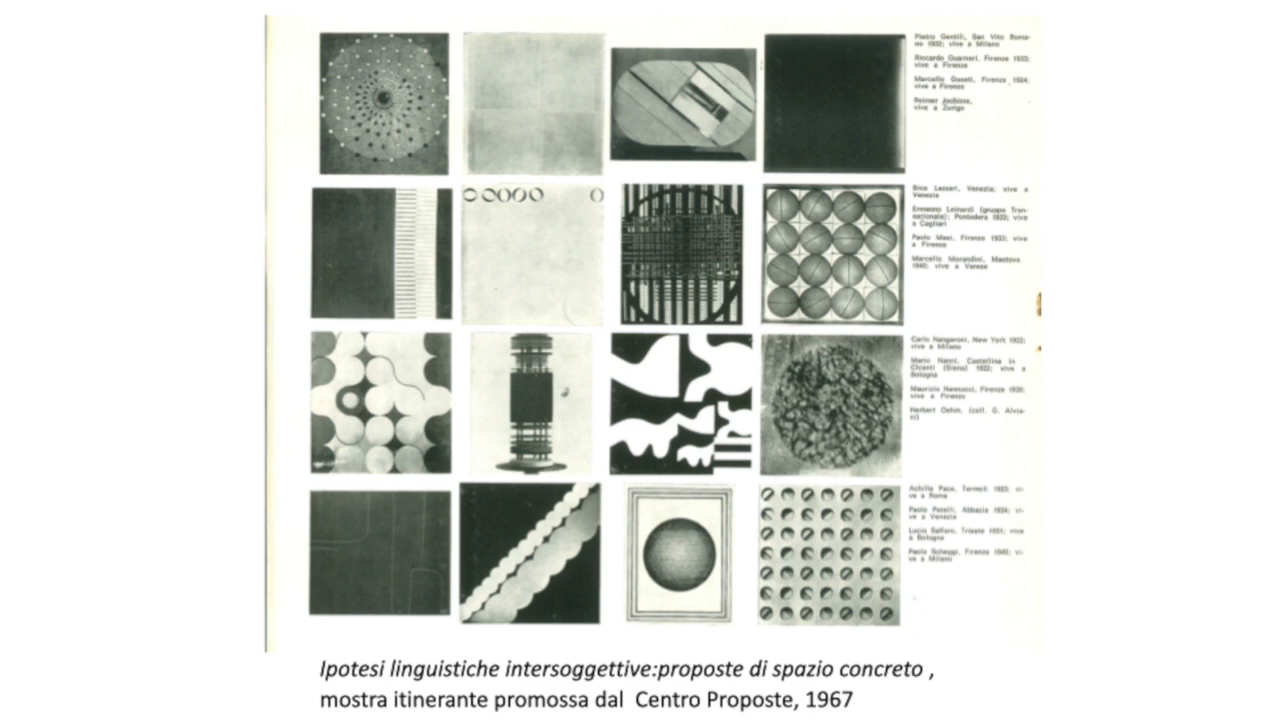 Pietro Gentili, San Vito Roma-
no 1932; vive a Milano
Riccardo Guarneri, Firenze 1933;
vive a Firenze
Marcello Guasti, Firenze 1924;
vive a Firenze
Reimer Jochims,
vive a Zurigo
Bice Lazzari, Venezia; vive a
Venezia
Ermanno Leinardi (gruppo Tran-
sazionale); Pontedera 1933; vive
a Cagliari
Paolo Masi, Firenze 1933; vive
a Firenze
Marcello Morandini, Mantova
1940; vive a Varese
Carlo Nangeroni, New York 1922;
vive a Milano
Mario Nanni, Castellina in
Chianti (Siena) 1922; vive a
Bologna
Maurizio Nannucci, Firenze 1939;
vive a Firenze
Herbert Oehm, (coll. G. Alvia-
ni)
Achille Pace, Termoli 1923; vi-
ve a Roma
Paolo Patelli, Abbazia 1934; vi-
ve a Venezia
Lucio Saffaro, Trieste 1931; vive
a Bologna
Paolo Scheggi, Firenze 1940; vi-
ve a Milano
Ipotesi linguistiche intersoggettive:proposte di spazio concreto ,
mostra itinerante promossa dal Centro Proposte, 1967